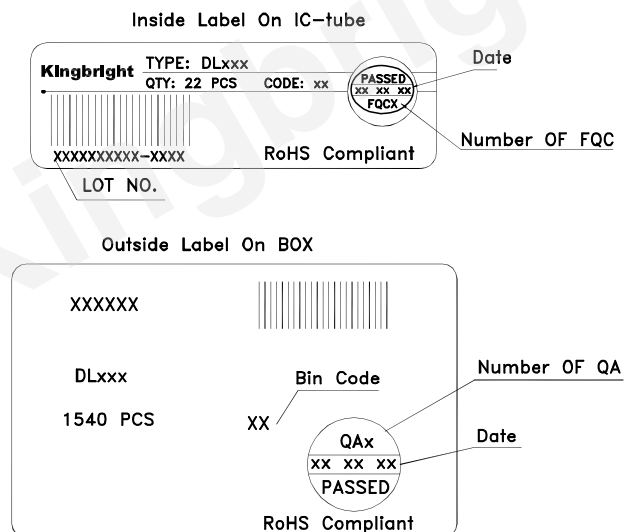 Inside Label On IC-tube
Kingbright
TYPE: DLxxx
QTY: 22 PCS CODE: xx
PASSED
xx xx xx
FQCX
Date
Number OF FQC
XXXXXXXXXX-XXXX
RoHS Compliant
LOT NO.
Outside Label On BOX
XXXXXX
DLxxx
Bin Code
Number OF QA
1540 PCS
XX
QAx
XX XX XX
Date
PASSED
RoHS Compliant
Kingbright